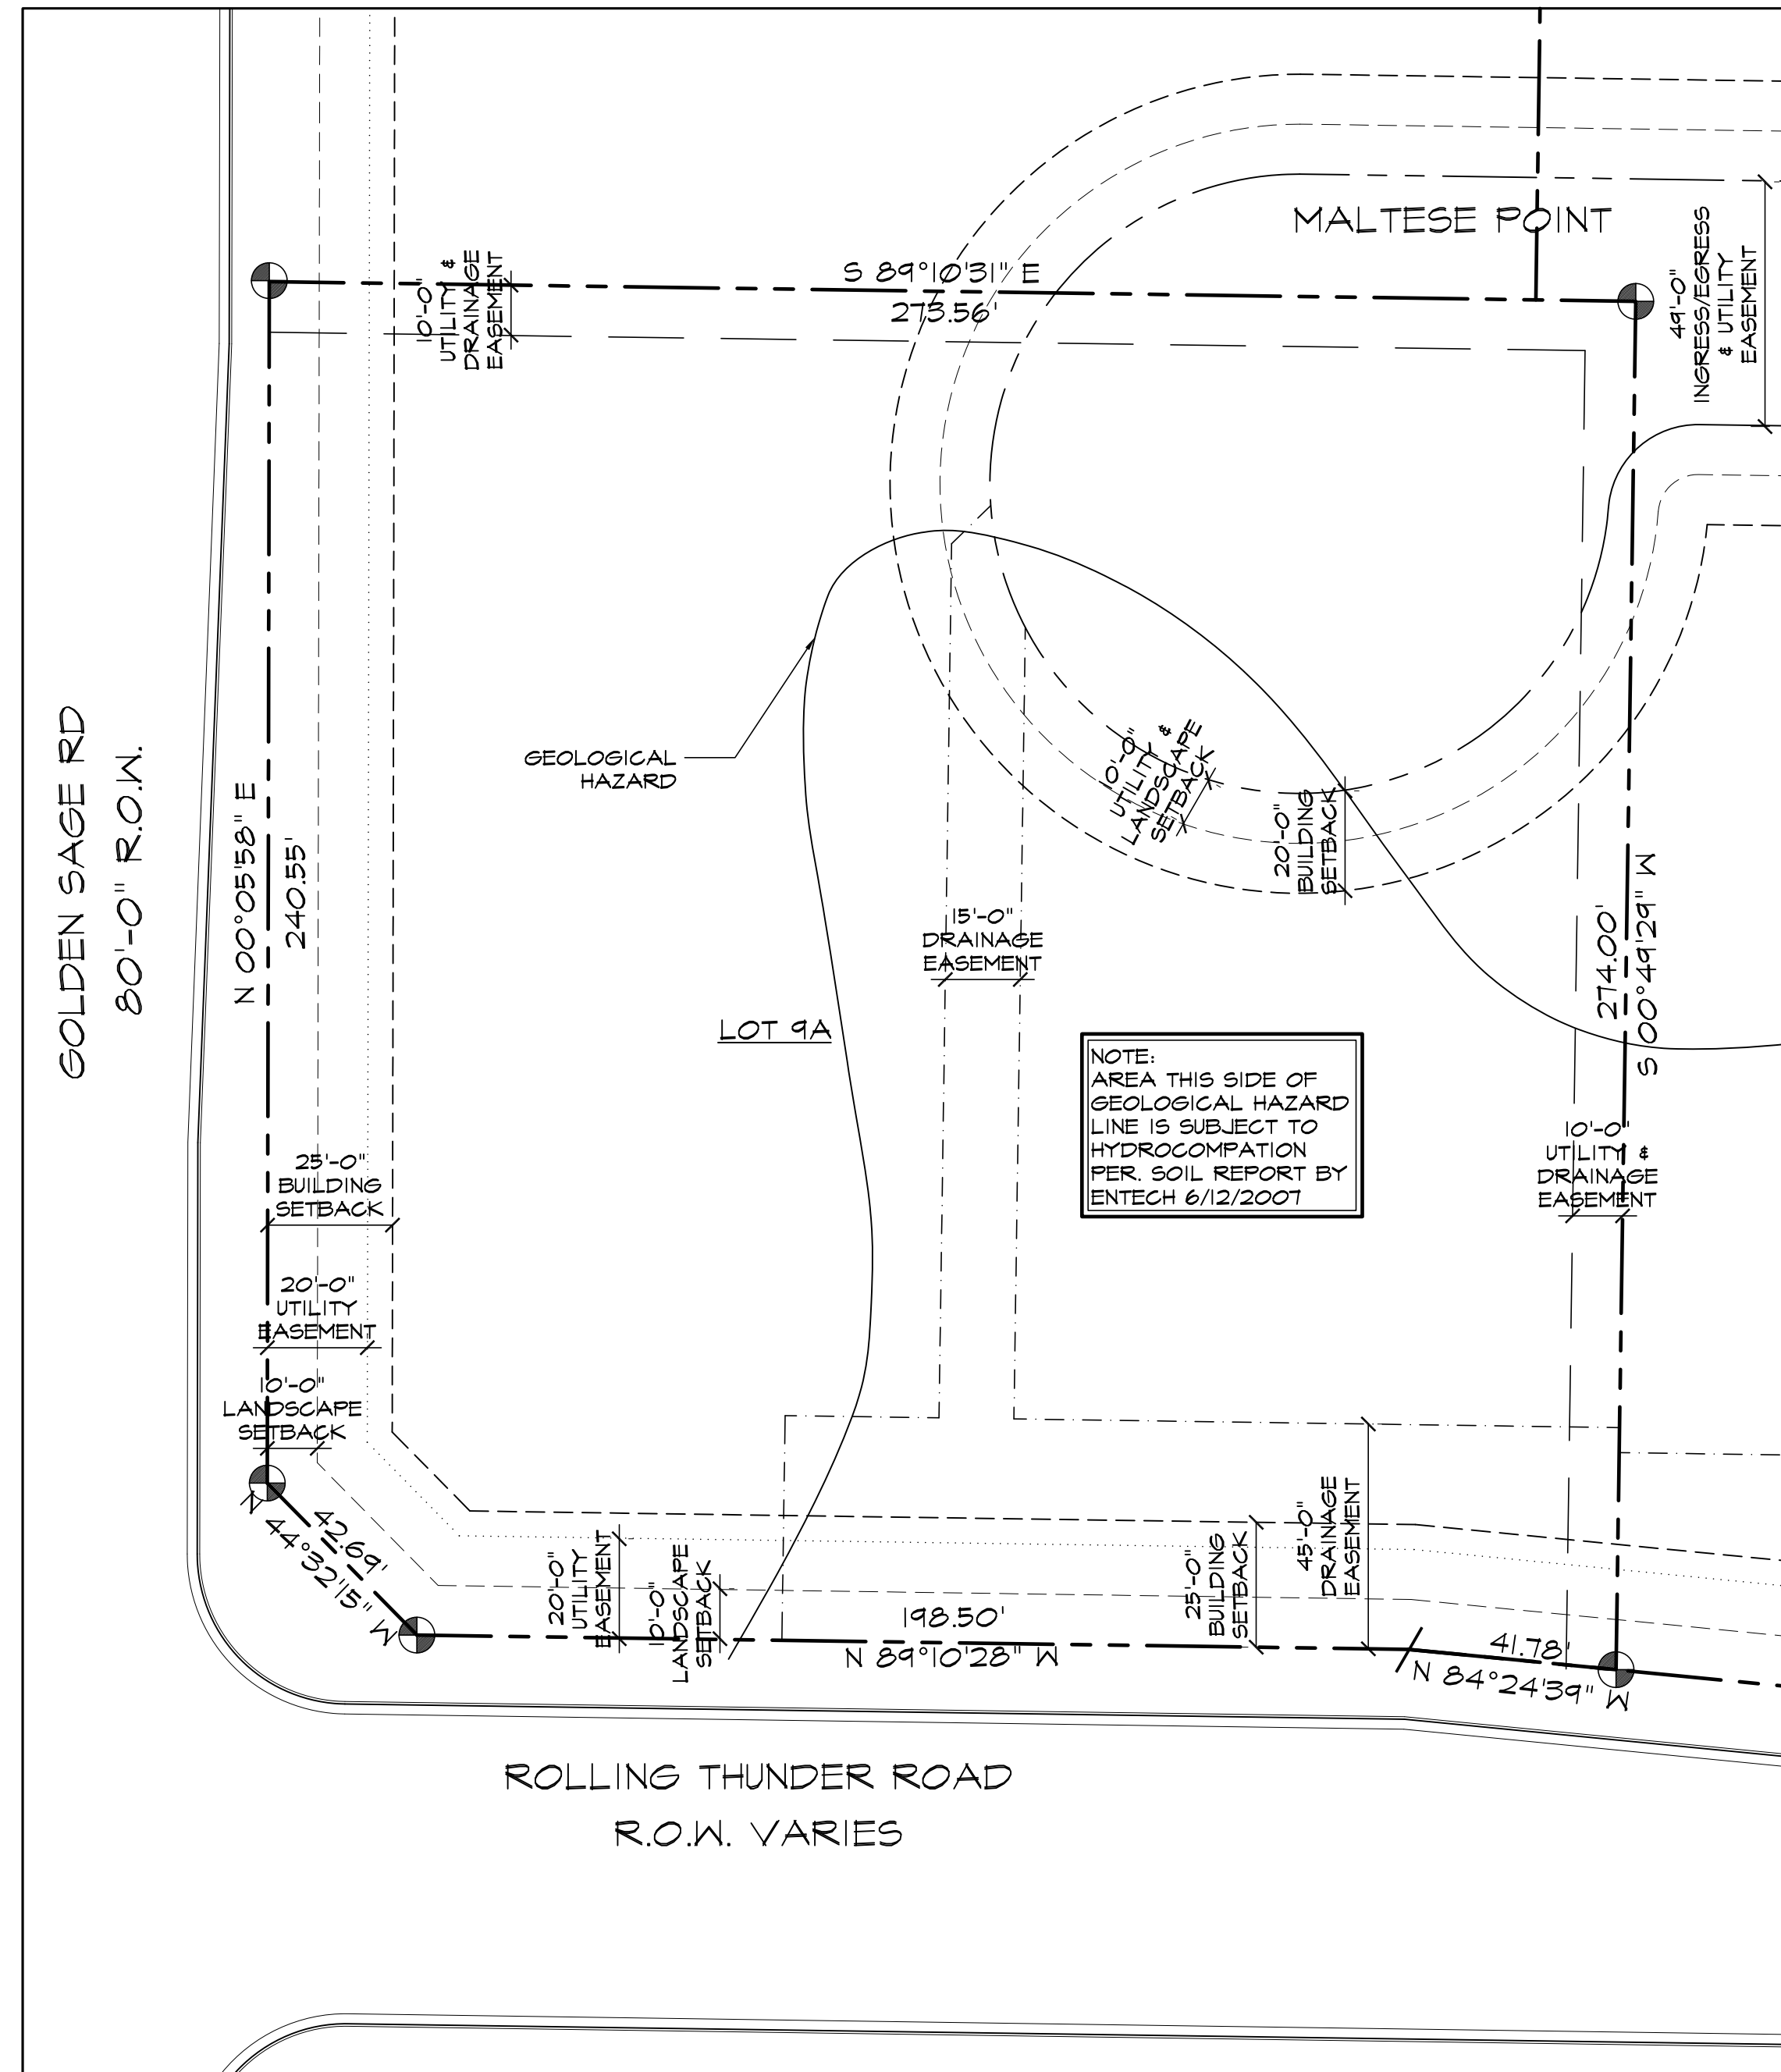 MALTESE POINT
S 89°10'31" E
273.56'
10'-0"
UTILITY &
DRAINAGE
EASEMENT
49'-0"
INGRESS/EGRESS
& UTILITY
EASEMENT
GOLDEN SAGE RD
80'-0" R.O.W.
N 00°05'58" E
240.55'
GEOLOGICAL
HAZARD
10'-0"
UTILITY &
LANDSCAPE
SETBACK
20'-0"
BUILDING
SETBACK
15'-0"
DRAINAGE
EASEMENT
274.00'
S 00°49'29" W
LOT 9A
NOTE:
AREA THIS SIDE OF
GEOLOGICAL HAZARD
LINE IS SUBJECT TO
HYDROCOMPATION
PER. SOIL REPORT BY
ENTECH 6/12/2007
10'-0"
UTILITY &
DRAINAGE
EASEMENT
25'-0"
BUILDING
SETBACK
20'-0"
UTILITY
EASEMENT
10'-0"
LANDSCAPE
SETBACK
42.69'
N 44°32'15" W
20'-0"
UTILITY
EASEMENT
10'-0"
LANDSCAPE
SETBACK
198.50'
N 89°10'28" W
25'-0"
BUILDING
SETBACK
45'-0"
DRAINAGE
EASEMENT
41.78'
N 84°24'39" W
ROLLING THUNDER ROAD
R.O.W. VARIES